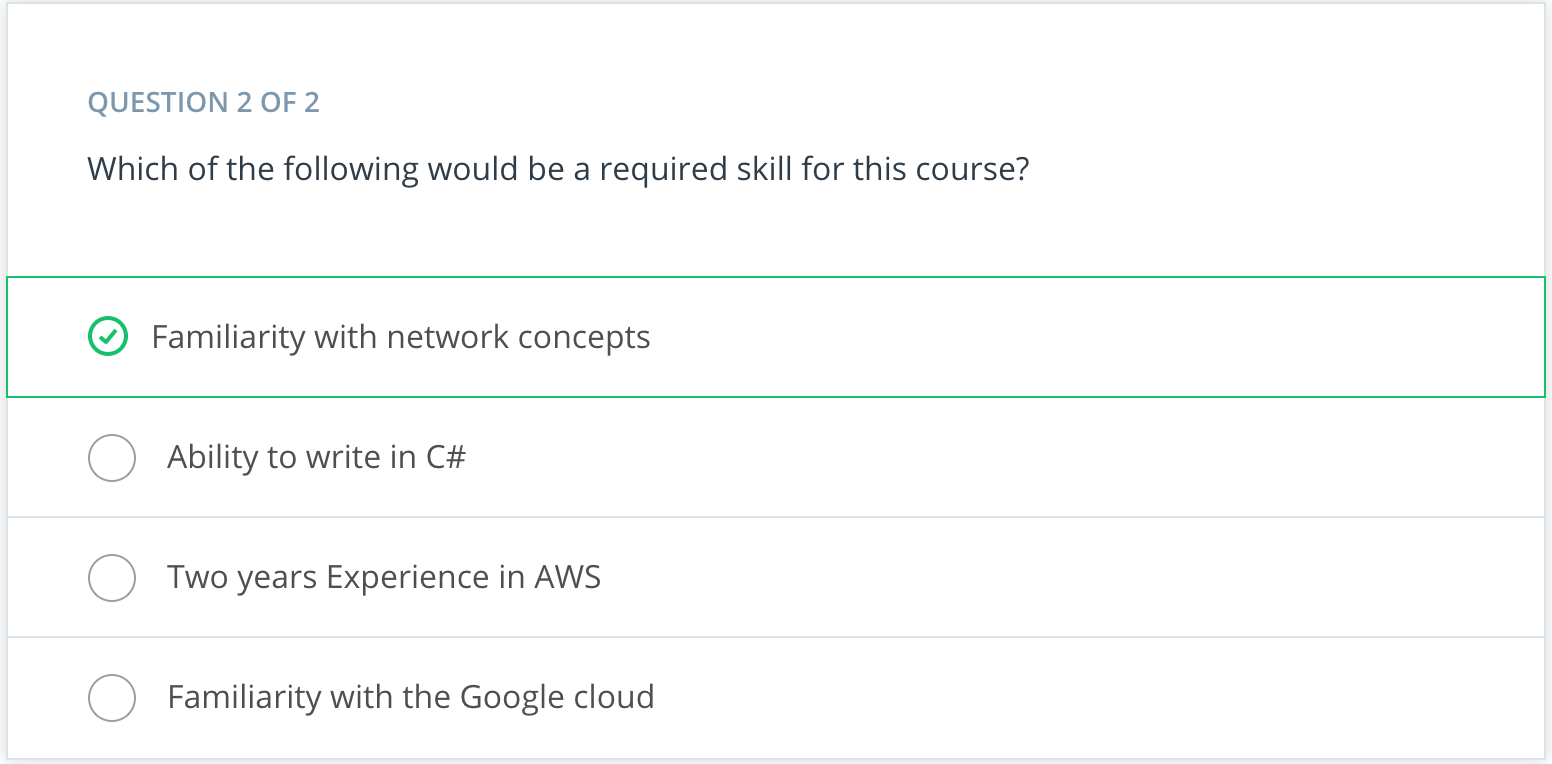 QUESTION 2 OF 2
Which of the following would be a required skill for this course?
Familiarity with network concepts
Ability to write in C#
Two years Experience in AWS
Familiarity with the Google cloud